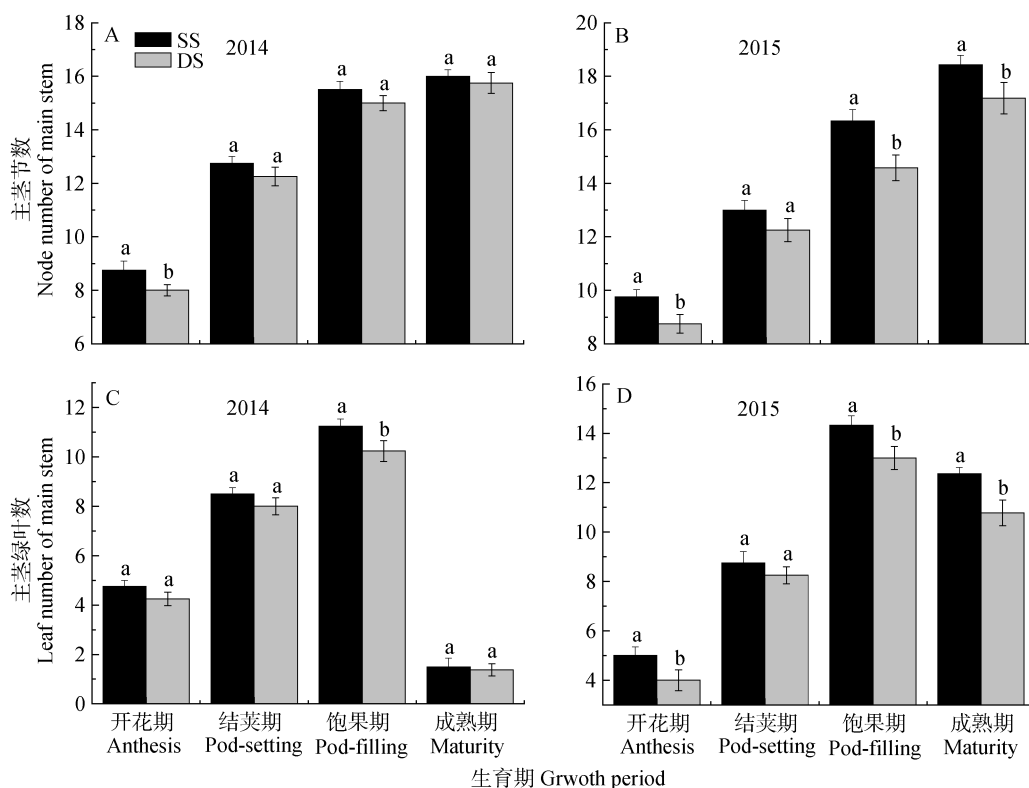 A
SS
DS
2014
18
16
14
12
10
8
6
a
b
a
a
a
a
a
a
主茎节数
Node number of main stem
B
2015
20
18
16
14
12
10
8
a
b
a
a
a
b
a
b
C
2014
12
10
8
6
4
2
0
a
a
a
a
a
b
a
a
主茎绿叶数
Leaf number of main stem
D
2015
16
14
12
10
8
6
4
a
b
a
a
a
b
a
b
开花期 结荚期 饱果期 成熟期
Anthesis Pod-setting Pod-filling Maturity
开花期 结荚期 饱果期 成熟期
Anthesis Pod-setting Pod-filling Maturity
生育期 Grwoth period